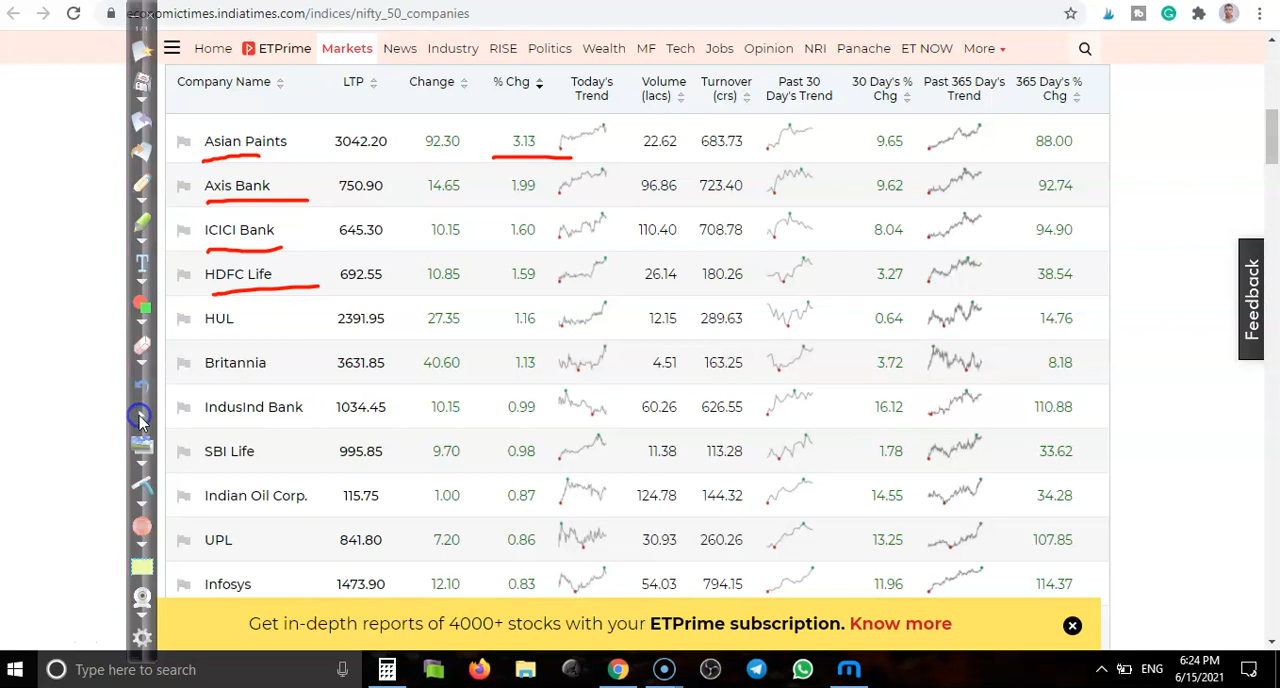 economictimes.indiatimes.com/indices/nifty_50_companies
Home ETPrime Markets News Industry RISE Politics Wealth MF Tech Jobs Opinion NRI Panache ET NOW More
Company Name LTP Change % Chg Today's Trend Volume (lacs) Turnover (crs) Past 30 Day's Trend 30 Day's % Chg Past 365 Day's Trend 365 Day's % Chg
Asian Paints 3042.20 92.30 3.13 22.62 683.73 9.65 88.00
Axis Bank 750.90 14.65 1.99 96.86 723.40 9.62 92.74
ICICI Bank 645.30 10.15 1.60 110.40 708.78 8.04 94.90
HDFC Life 692.55 10.85 1.59 26.14 180.26 3.27 38.54
HUL 2391.95 27.35 1.16 12.15 289.63 0.64 14.76
Britannia 3631.85 40.60 1.13 4.51 163.25 3.72 8.18
IndusInd Bank 1034.45 10.15 0.99 60.26 626.55 16.12 110.88
SBI Life 995.85 9.70 0.98 11.38 113.28 1.78 33.62
Indian Oil Corp. 115.75 1.00 0.87 124.78 144.32 14.55 34.28
UPL 841.80 7.20 0.86 30.93 260.26 13.25 107.85
Infosys 1473.90 12.10 0.83 54.03 794.15 11.96 114.37
Feedback
Get in-depth reports of 4000+ stocks with your ETPrime subscription. Know more
Type here to search
ENG
6:24 PM
6/15/2021